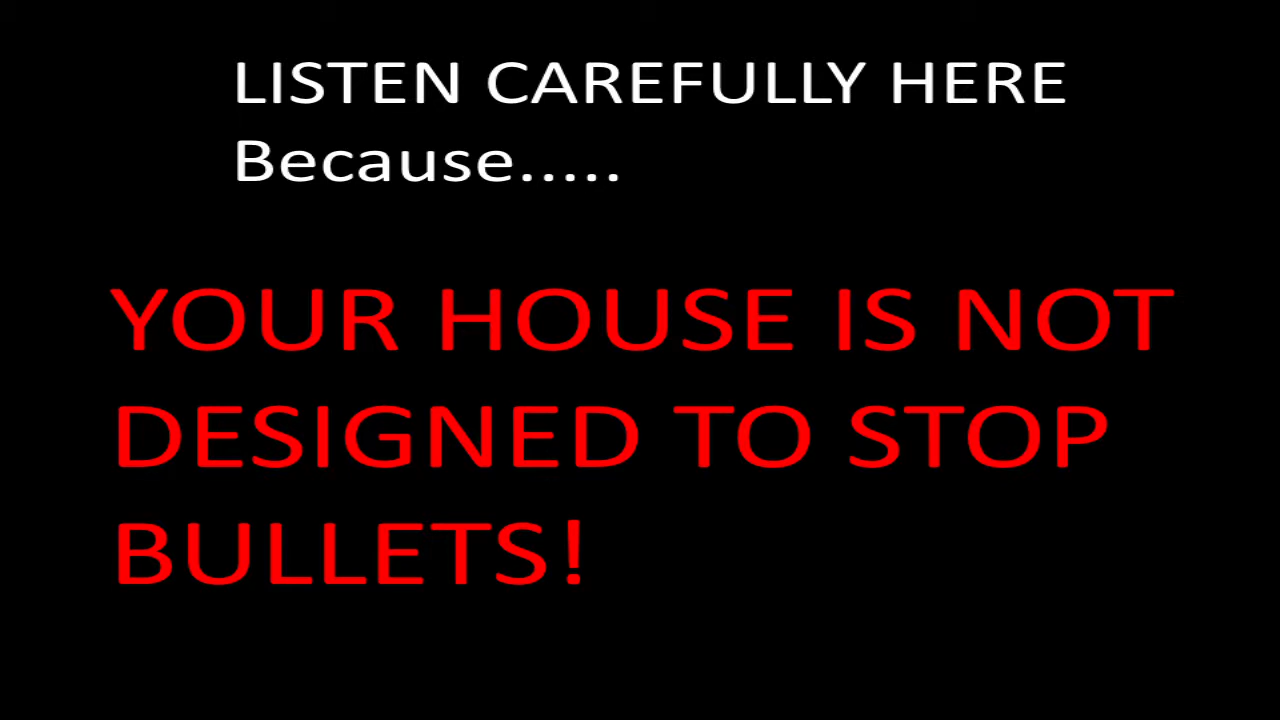 LISTEN CAREFULLY HERE
Because.....
YOUR HOUSE IS NOT
DESIGNED TO STOP
BULLETS!